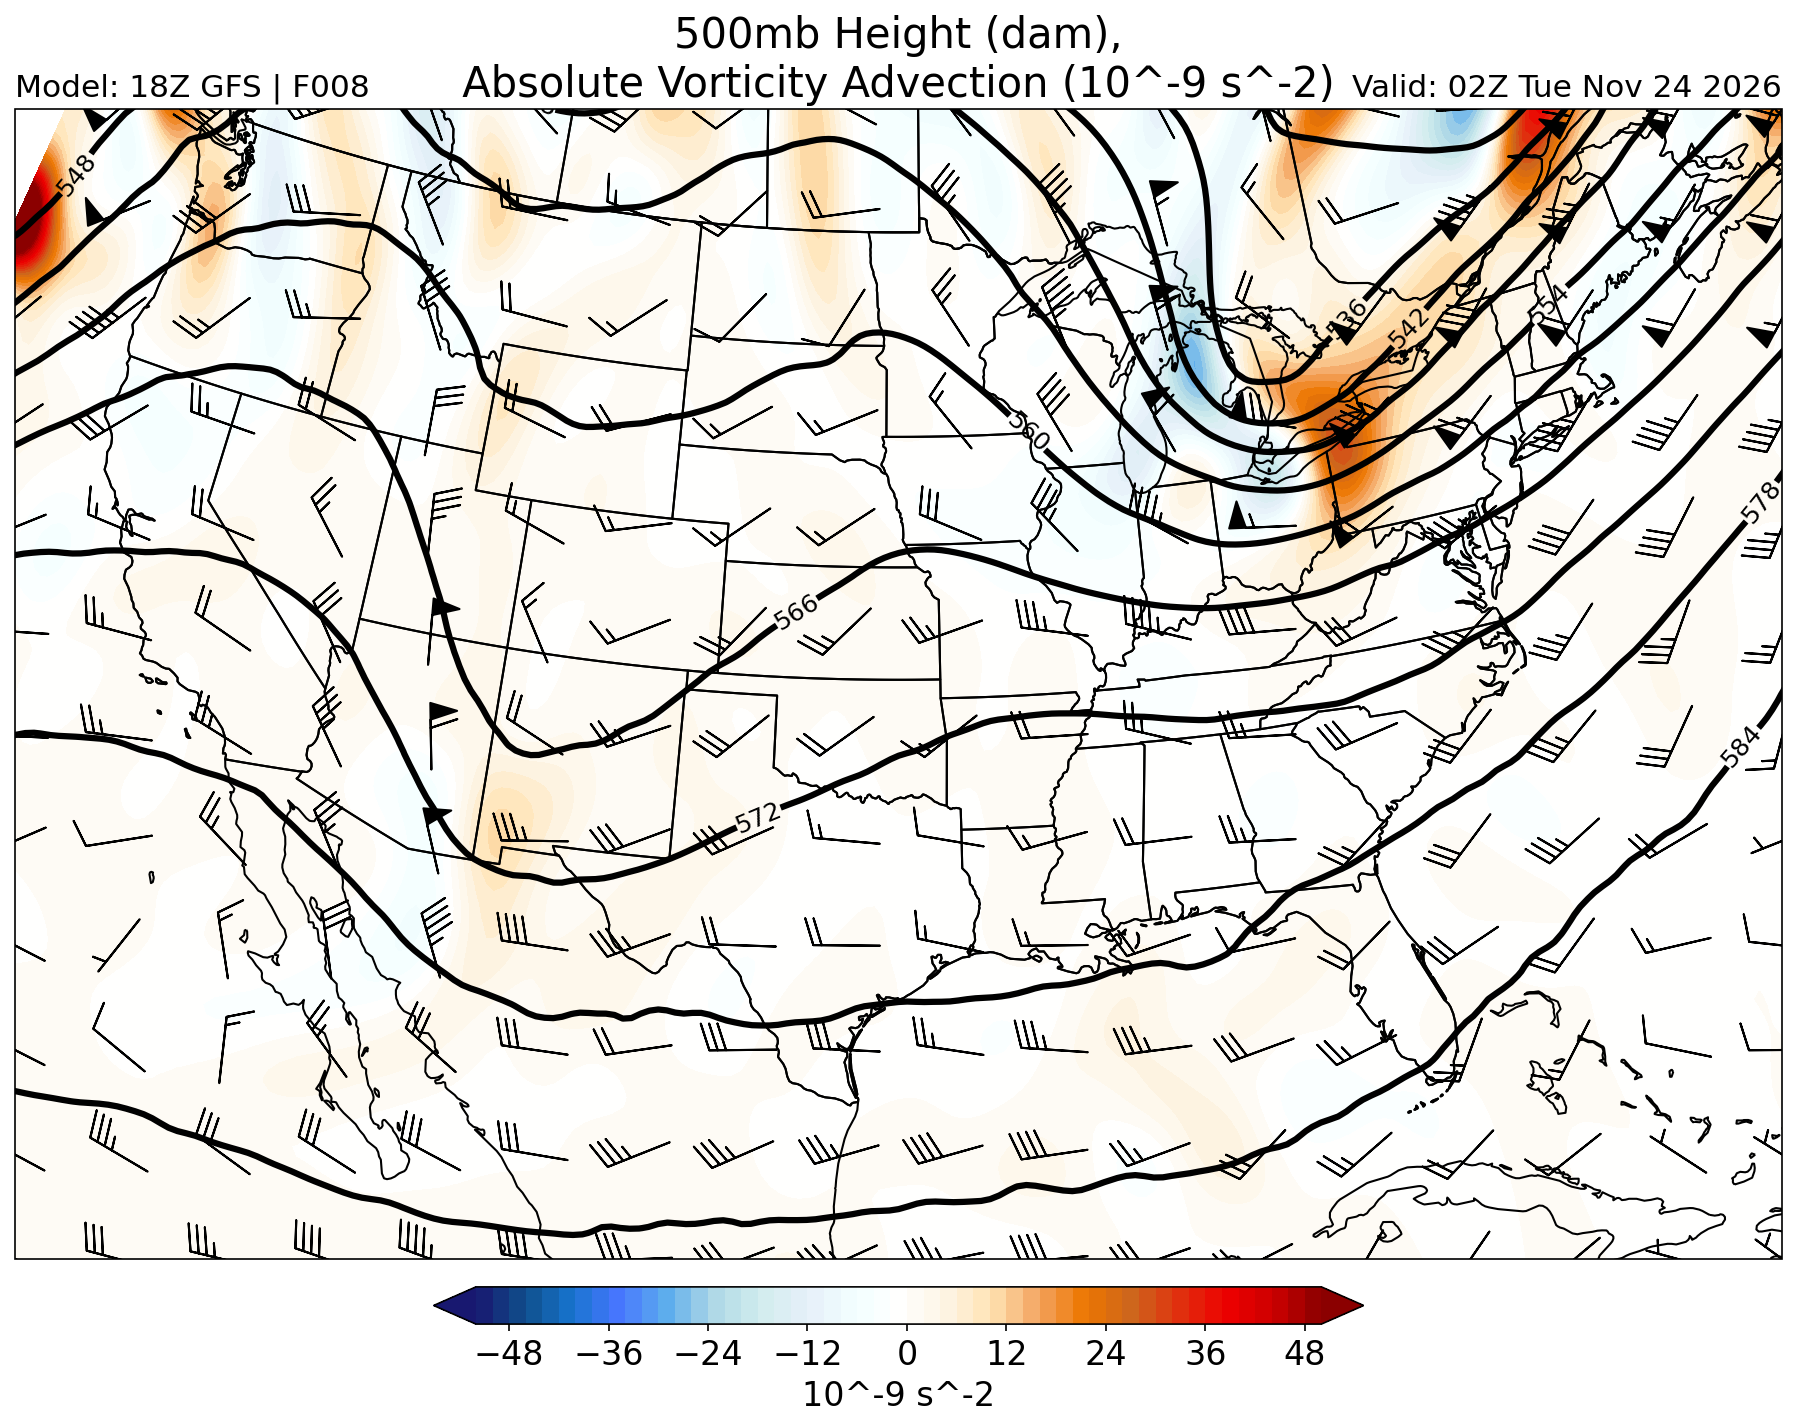 500mb Height (dam),
Model: 18Z GFS | F008
Absolute Vorticity Advection (10^-9 s^-2)
Valid: 02Z Tue Nov 24 2026
548
536
542
554
560
578
566
584
572
−48 −36 −24 −12 0 12 24 36 48
10^-9 s^-2